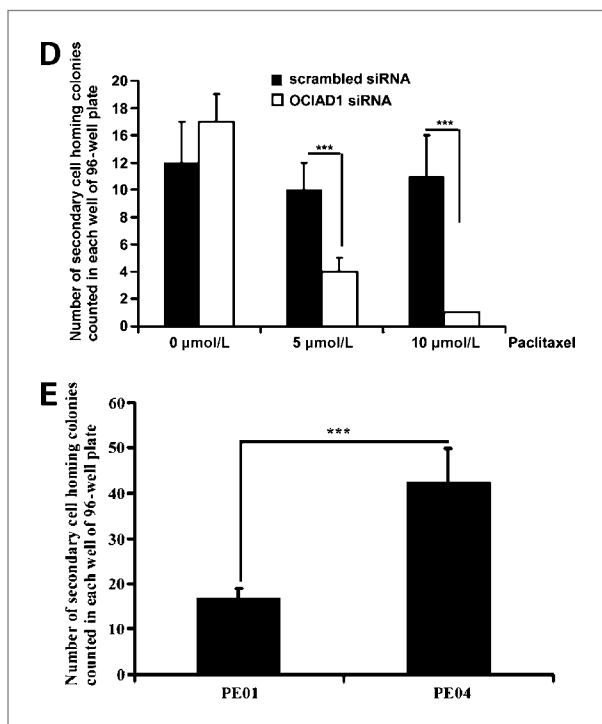 D
Number of secondary cell homing colonies
counted in each well of 96-well plate
20
18
16
14
12
10
8
6
4
2
0
scrambled siRNA
OCIAD1 siRNA
***
***
0 µmol/L 5 µmol/L 10 µmol/L Paclitaxel
E
Number of secondary cell homing colonies
counted in each well of 96-well plate
60
50
40
30
20
10
0
***
PE01 PE04